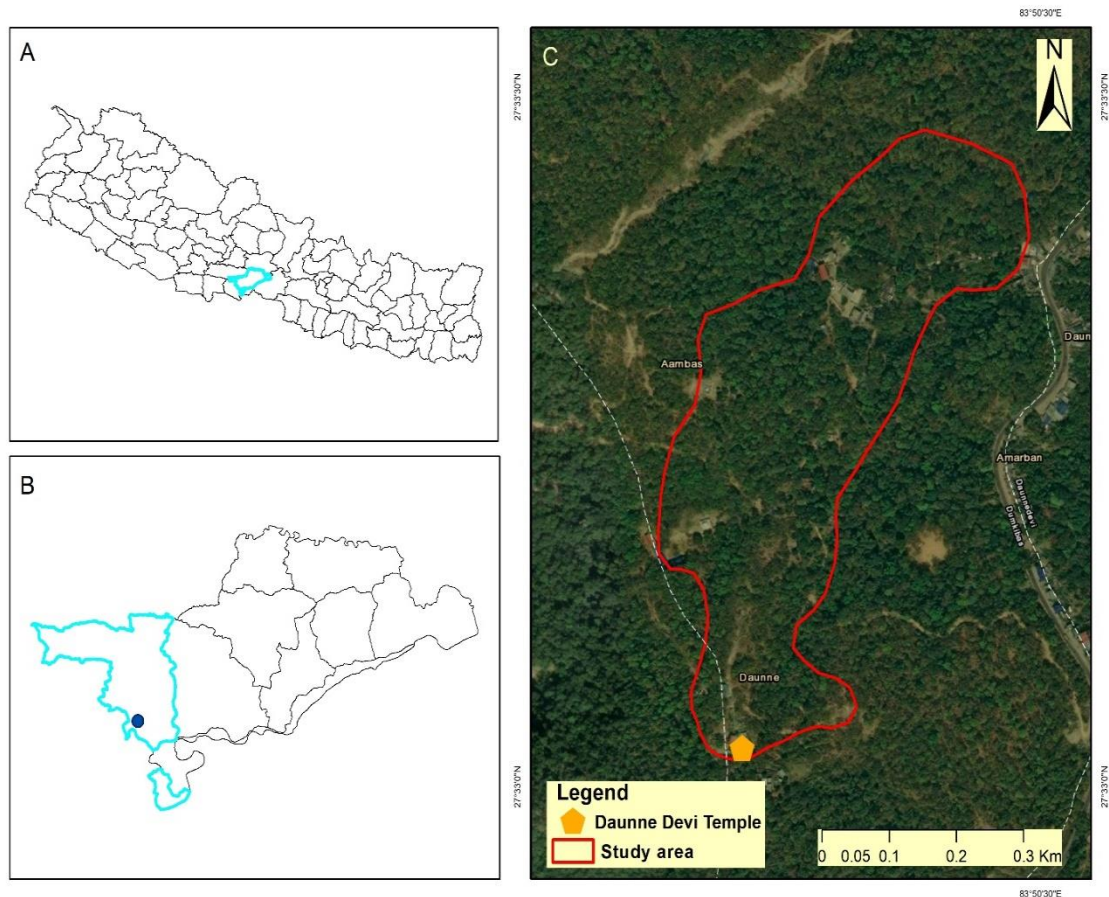 83°50'30"E
A
27°33'30"N
C
N
27°33'30"N
Daun
Aambas
Amarban
Daunnedevi
Dumkibas
B
Daunne
27°33'0"N
27°33'0"N
Legend
Daunne Devi Temple
Study area
0 0.05 0.1 0.2 0.3 Km
83°50'30"E